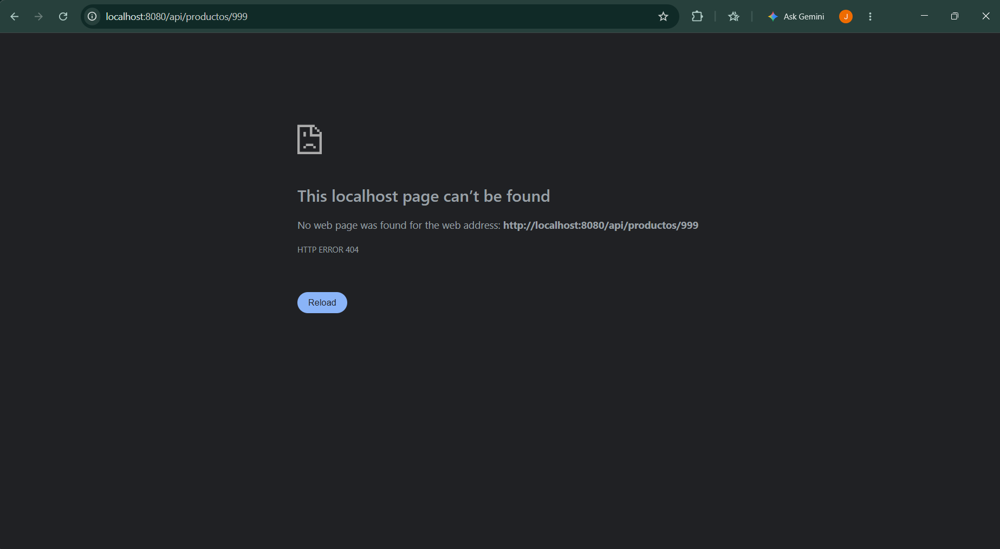 localhost:8080/api/productos/999
Ask Gemini
J
This localhost page can’t be found
No web page was found for the web address: http://localhost:8080/api/productos/999
HTTP ERROR 404
Reload